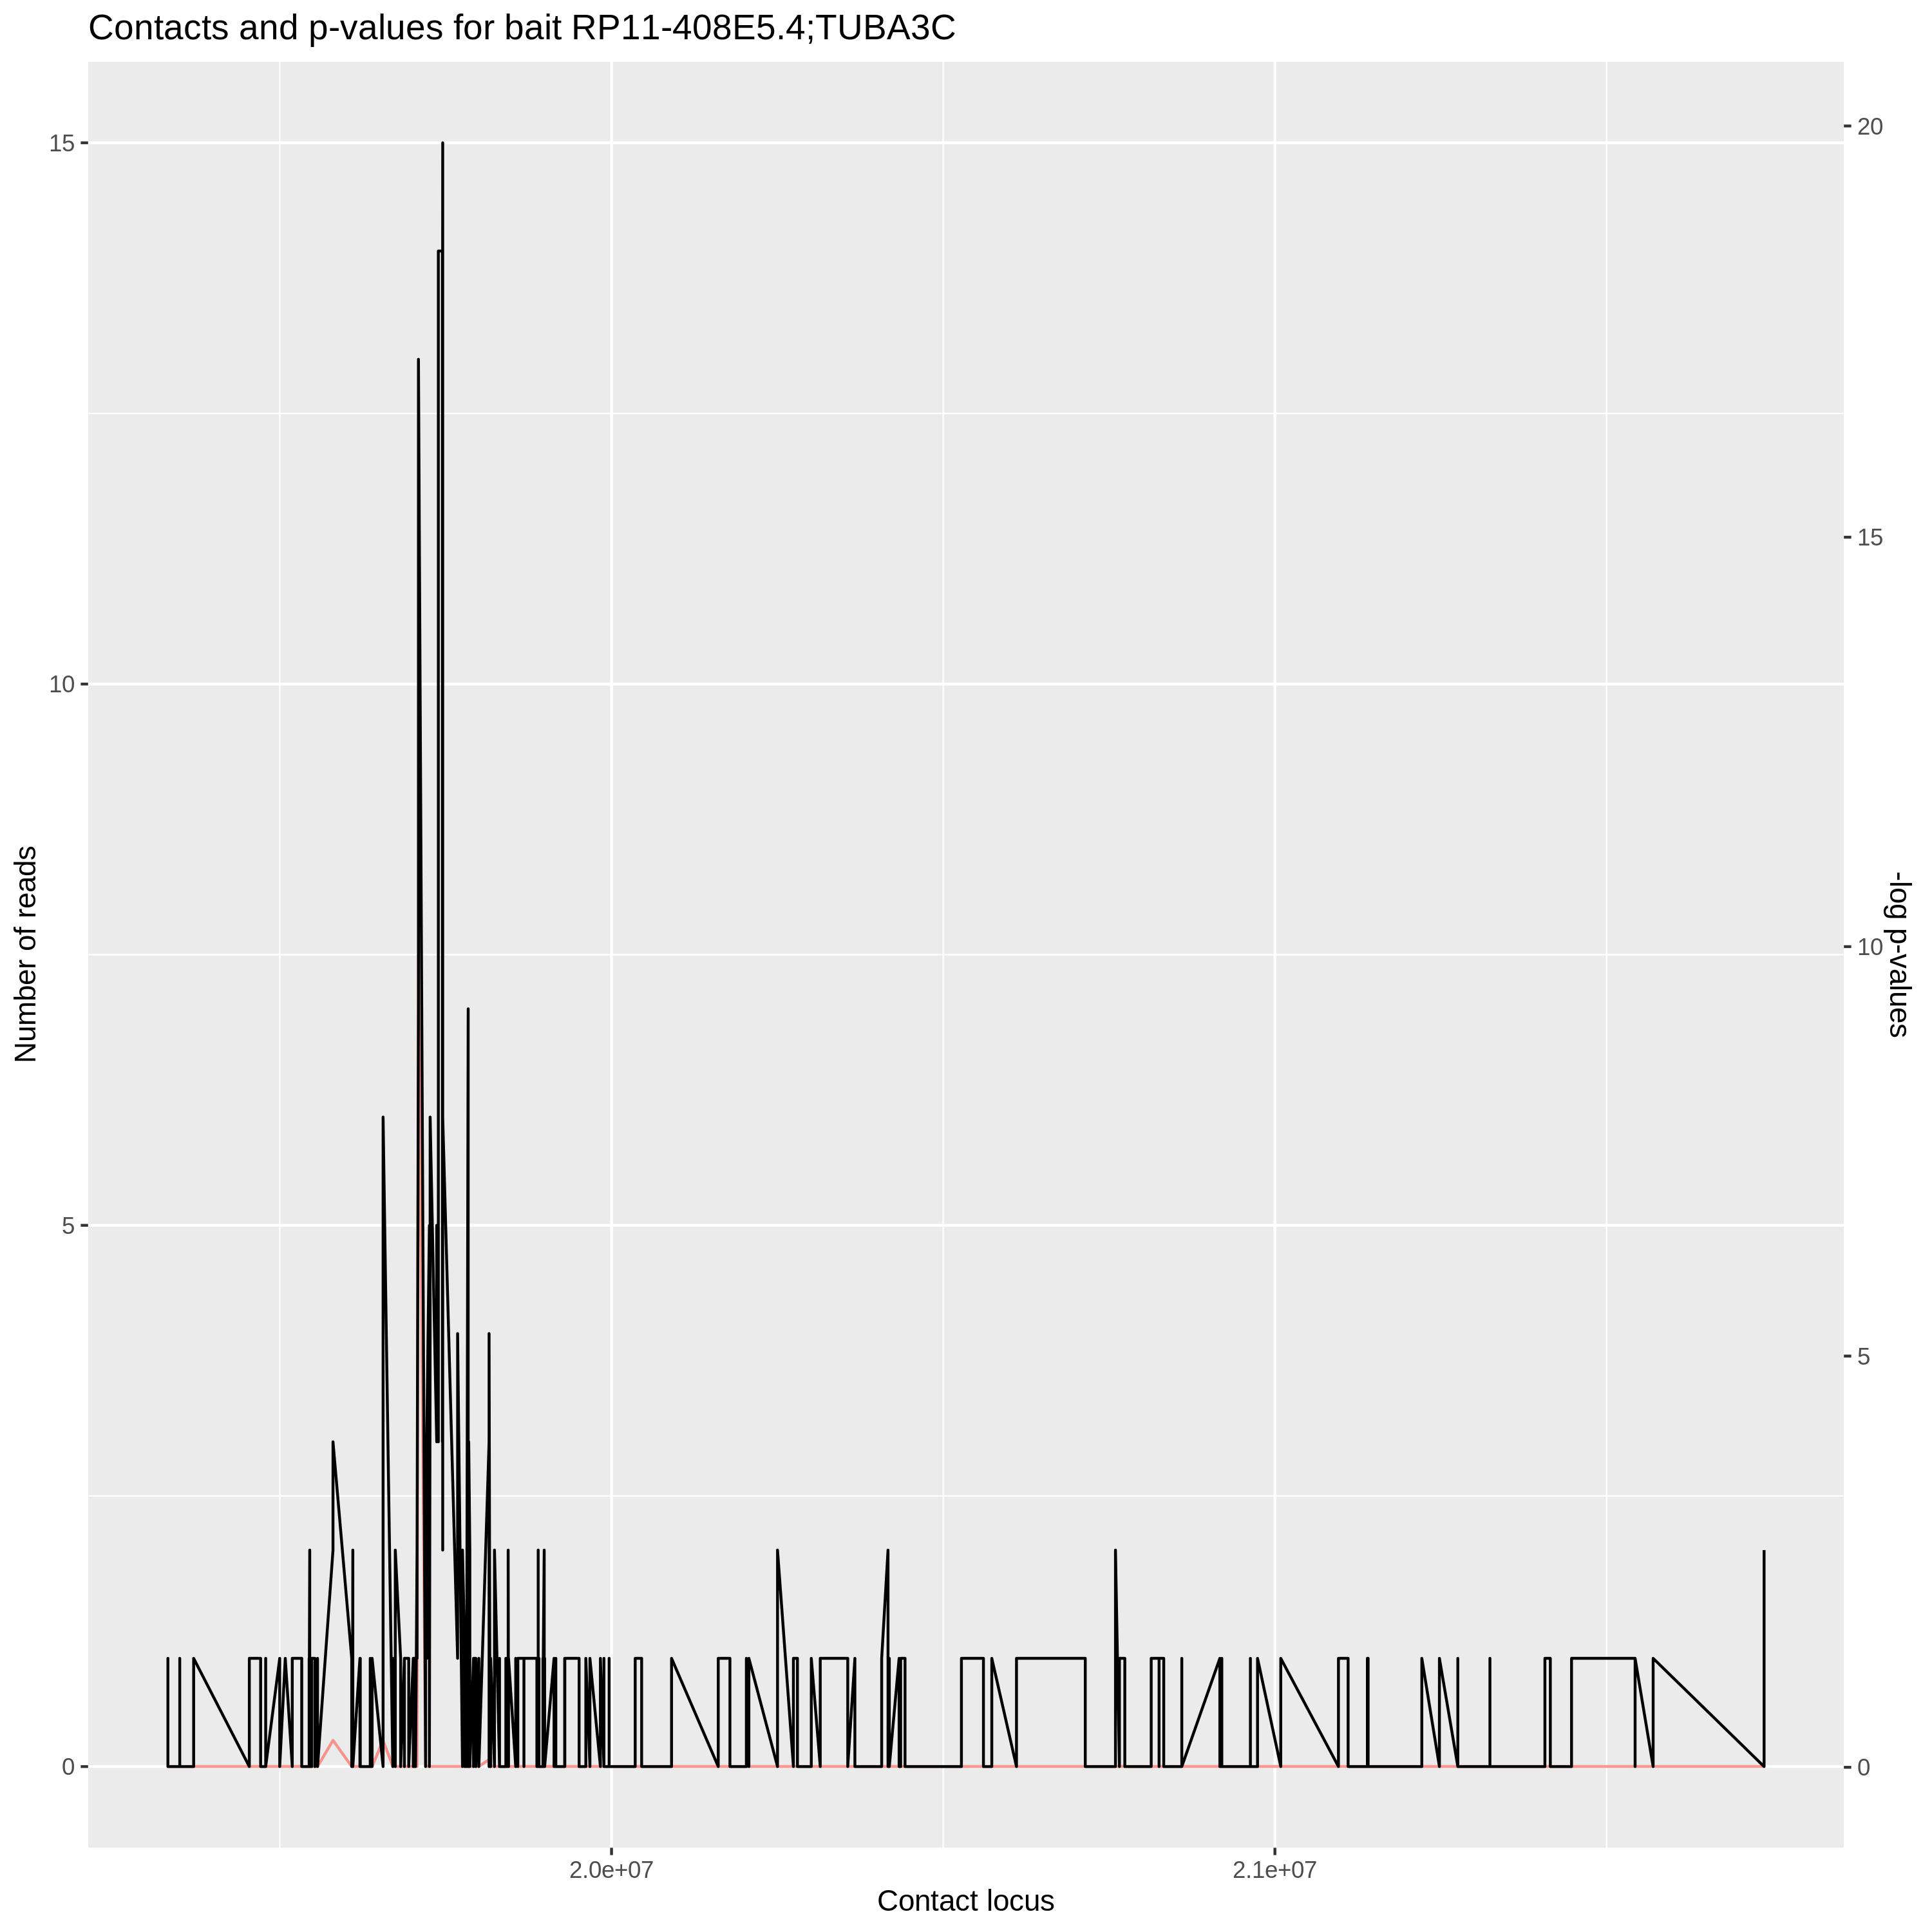 Contacts and p-values for bait RP11-408E5.4;TUBA3C
15
10
5
0
Number of reads
20
15
10
5
0
-log p-values
2.0e+07
2.1e+07
Contact locus